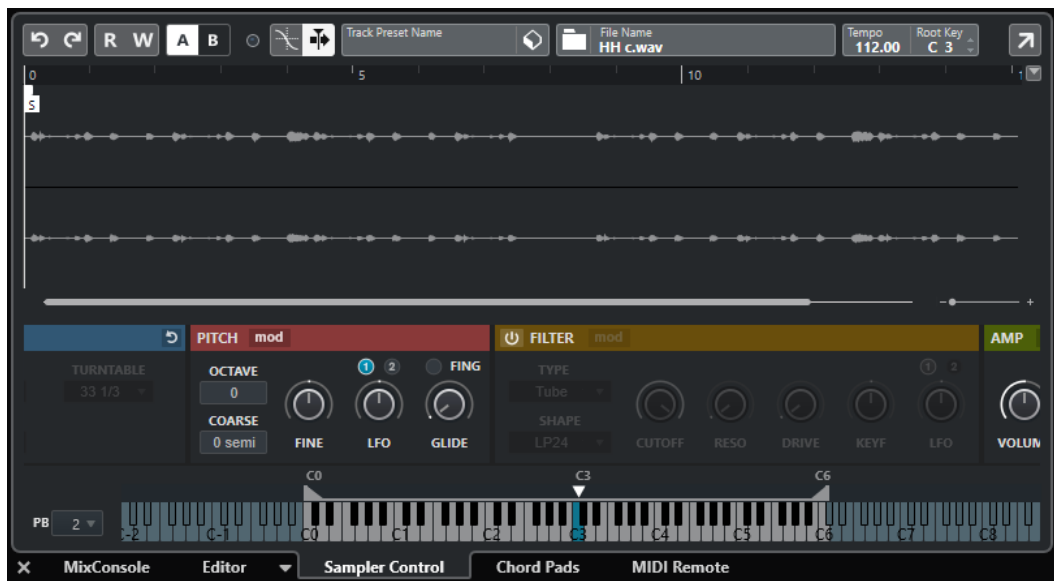 R W A B Track Preset Name File Name HH c.wav Tempo 112.00 Root Key C 3
0 5 10 1
S
- +
PITCH mod FILTER mod AMP
TURNTABLE OCTAVE 1 2 FING TYPE 1 2
33 1/3 0 Tube
COARSE SHAPE
0 semi FINE LFO GLIDE LP24 CUTOFF RESO DRIVE KEYF LFO VOLUM
C0 C3 C6
PB 2 C-2 C-1 C0 C1 C2 C3 C4 C5 C6 C7 C8
MixConsole Editor Sampler Control Chord Pads MIDI Remote